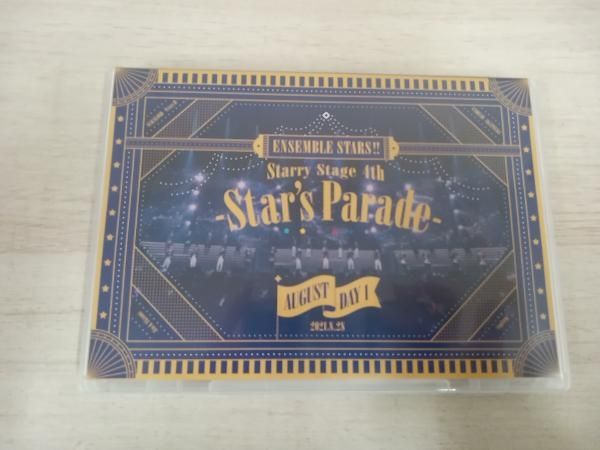 ENSEMBLE STARS!!
Starry Stage 4th
-Star's Parade-
AUGUST DAY 1
2021.8.28